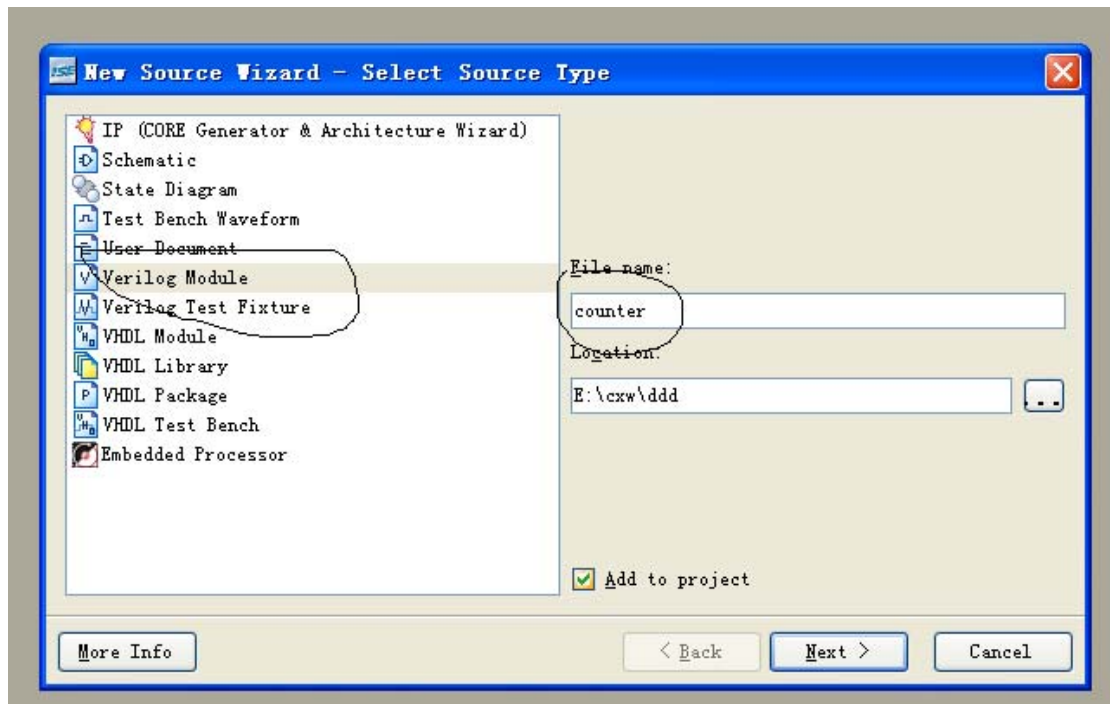 ISE New Source Wizard - Select Source Type
IP (CORE Generator & Architecture Wizard)
Schematic
State Diagram
Test Bench Waveform
User Document
Verilog Module
Verilog Test Fixture
VHDL Module
VHDL Library
VHDL Package
VHDL Test Bench
Embedded Processor
File name:
counter
Location:
E:\cxw\ddd
...
Add to project
More Info
< Back
Next >
Cancel